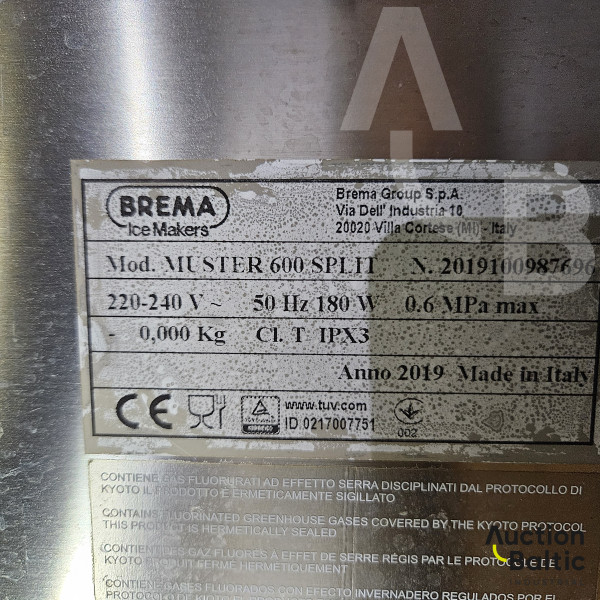 BREMA
Ice Makers
Brema Group S.p.A.
Via Dell' Industria 10
20020 Villa Cortese (MI) - Italy
Mod. MUSTER 600 SPLIT N. 2019100987696
220-240 V ~ 50 Hz 180 W 0.6 MPa max
- 0,000 Kg Cl. T IPX3
Anno 2019 Made in Italy
CE
www.tuv.com
ID 0217007751
002
CONTIENE GAS FLUORURATI AD EFFETTO SERRA DISCIPLINATI DAL PROTOCOLLO DI
KYOTO IL PRODOTTO E ERMETICAMENTE SIGILLATO
CONTAINS FLUORINATED GREENHOUSE GASES COVERED BY THE KYOTO PROTOCOL
THIS PRODUCT IS HERMETICALLY SEALED
CONTIENT DES GAZ FLUORES A EFFET DE SERRE RÉGIS PAR LE PROTOCOLE DE
KYOTO PRODUIT FERME HERMETIQUEMENT
CONTIENE GASES FLUORADOS CON EFECTO INVERNADERO REGULADOS POR EL
AB
Auction
Baltic